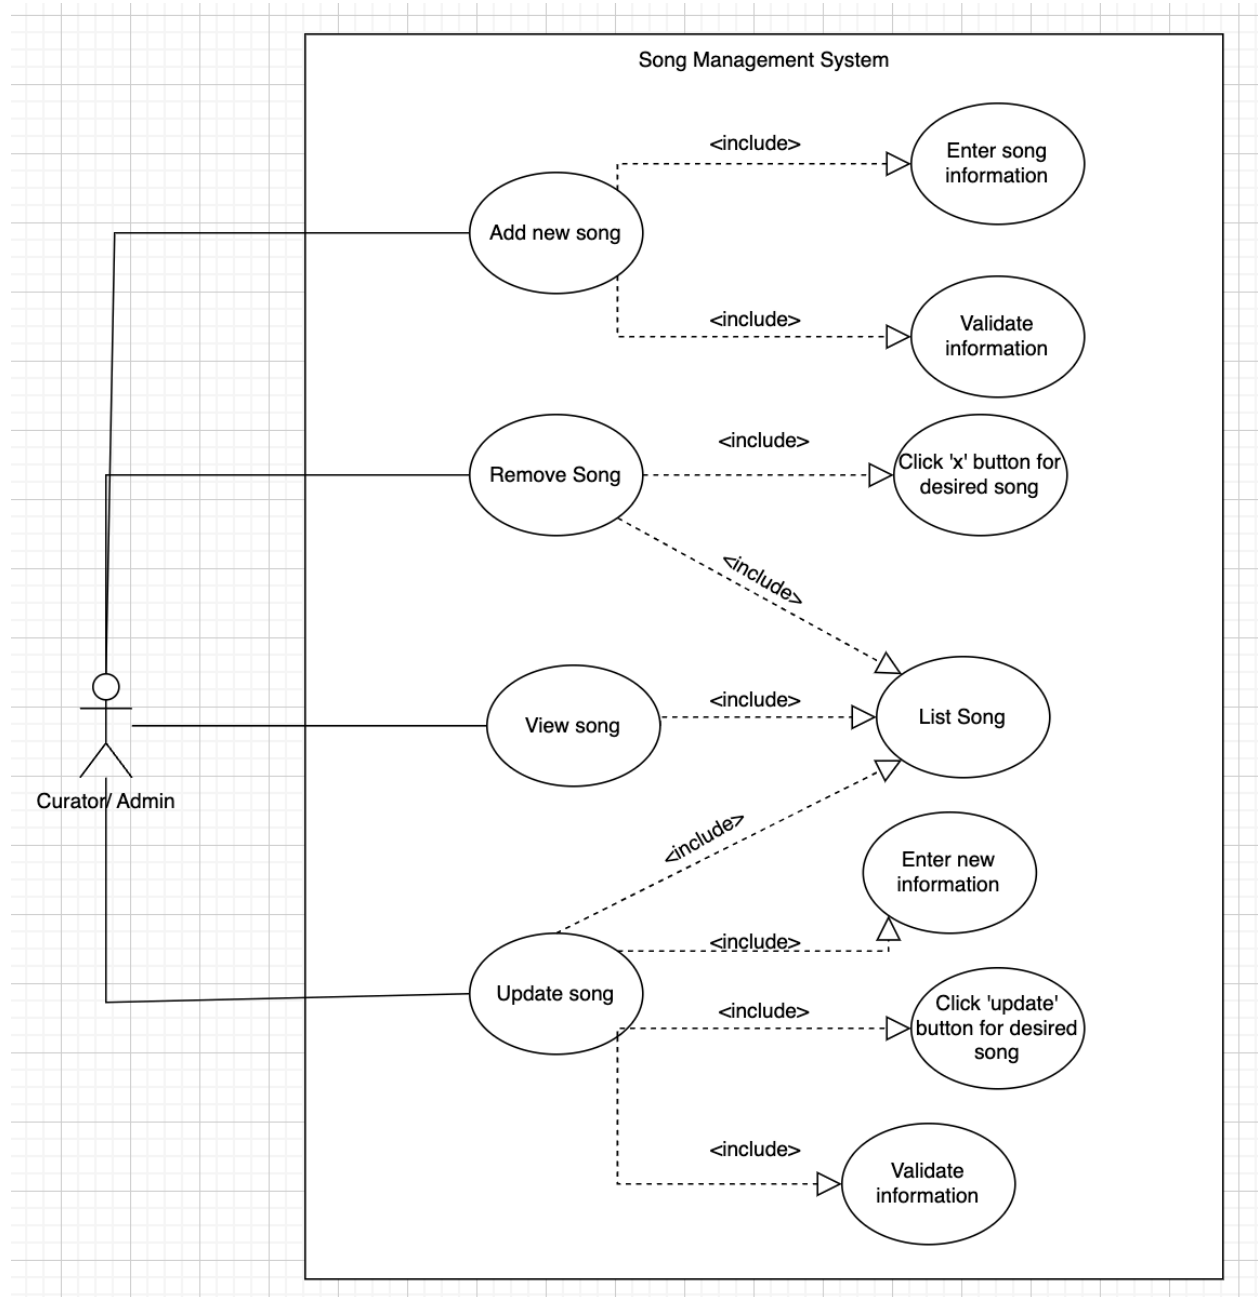 Song Management System
<include>
Enter song
information
Add new song
<include>
Validate
information
<include>
Remove Song
Click 'x' button for
desired song
<include>
<include>
View song
List Song
Curator/ Admin
<include>
Enter new
information
<include>
Update song
<include>
Click 'update'
button for desired
song
<include>
Validate
information